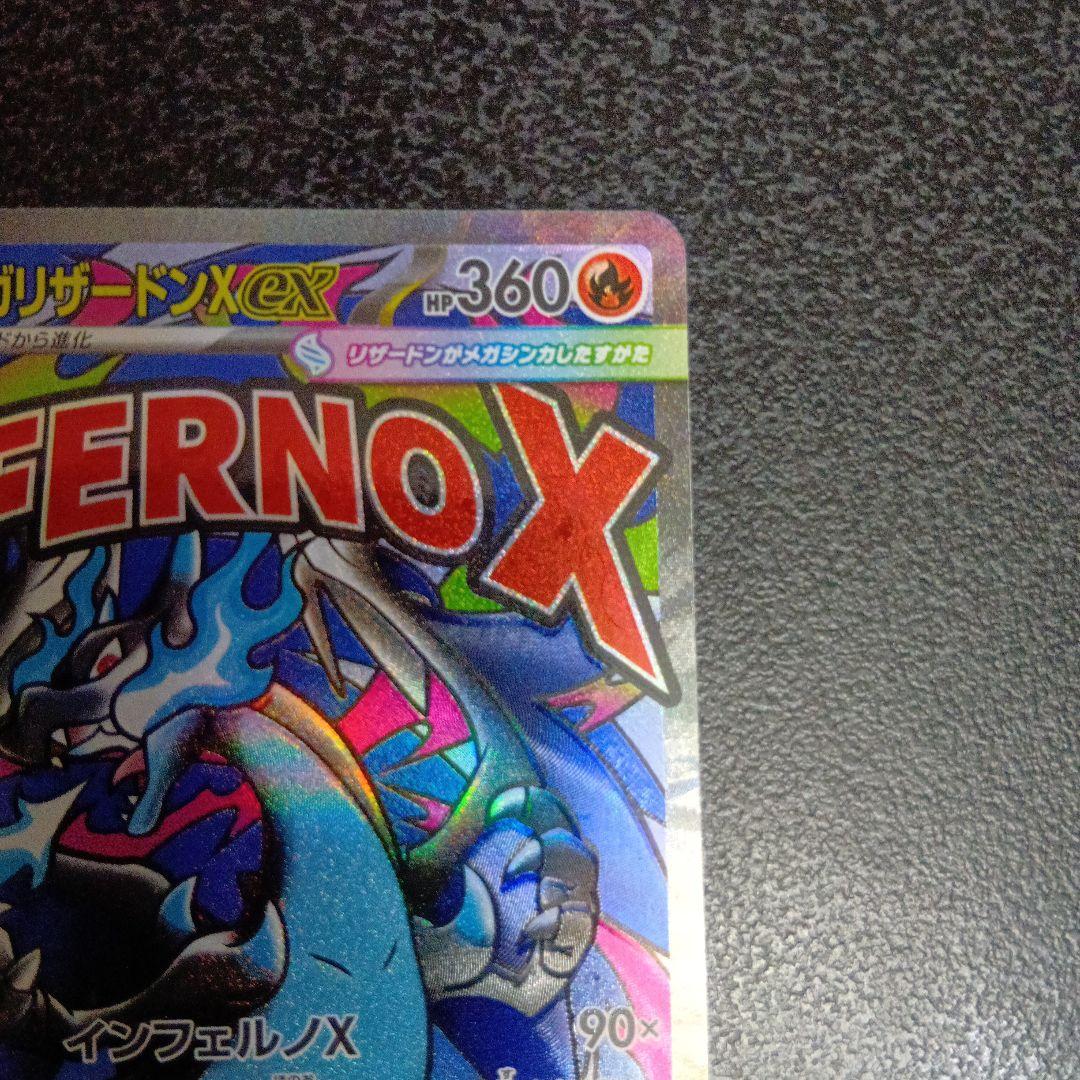 ガリザードンXex HP360
ドから進化
リザードンがメガシンカしたすがた
FERNO X
インフェルノX 90×